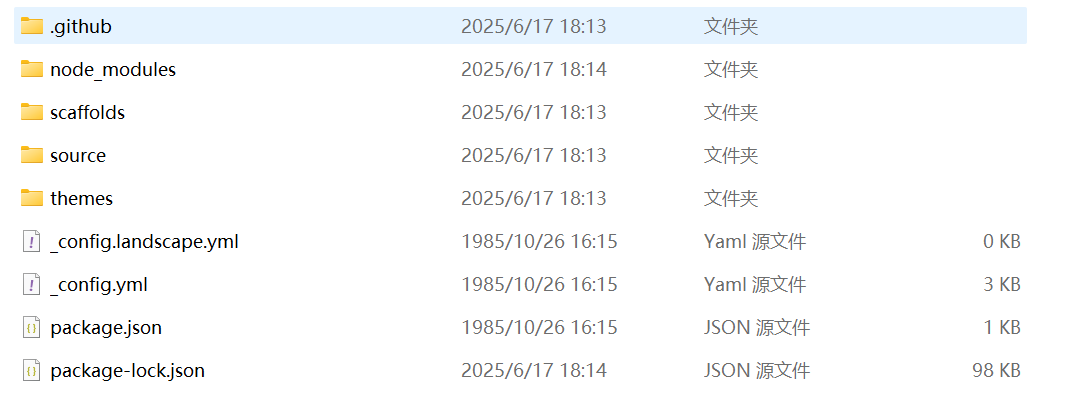 .github 2025/6/17 18:13 文件夹
node_modules 2025/6/17 18:14 文件夹
scaffolds 2025/6/17 18:13 文件夹
source 2025/6/17 18:13 文件夹
themes 2025/6/17 18:13 文件夹
_config.landscape.yml 1985/10/26 16:15 Yaml 源文件 0 KB
_config.yml 1985/10/26 16:15 Yaml 源文件 3 KB
package.json 1985/10/26 16:15 JSON 源文件 1 KB
package-lock.json 2025/6/17 18:14 JSON 源文件 98 KB